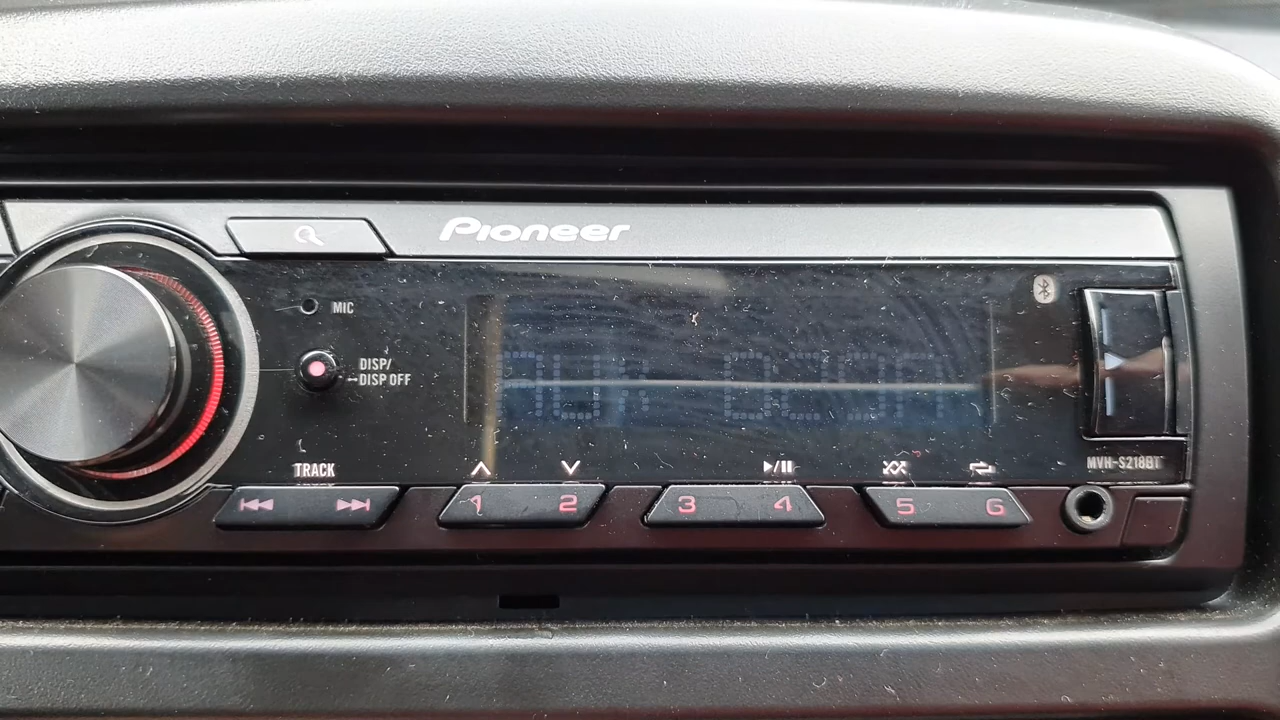 Pioneer
MIC
DISP/
DISP OFF
TRACK
MVH-S218BT
1 2 3 4 5 6